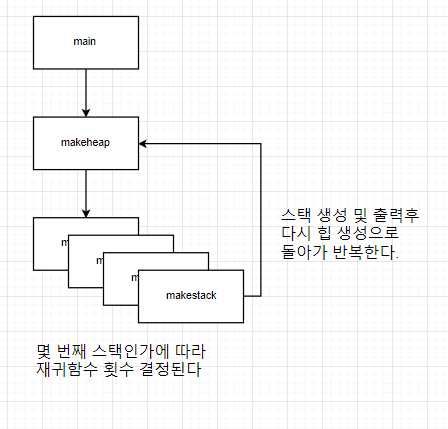 main
makeheap
m
m
m
makestack
스택 생성 및 출력후
다시 힙 생성으로
돌아가 반복한다.
몇 번째 스택인가에 따라
재귀함수 횟수 결정된다